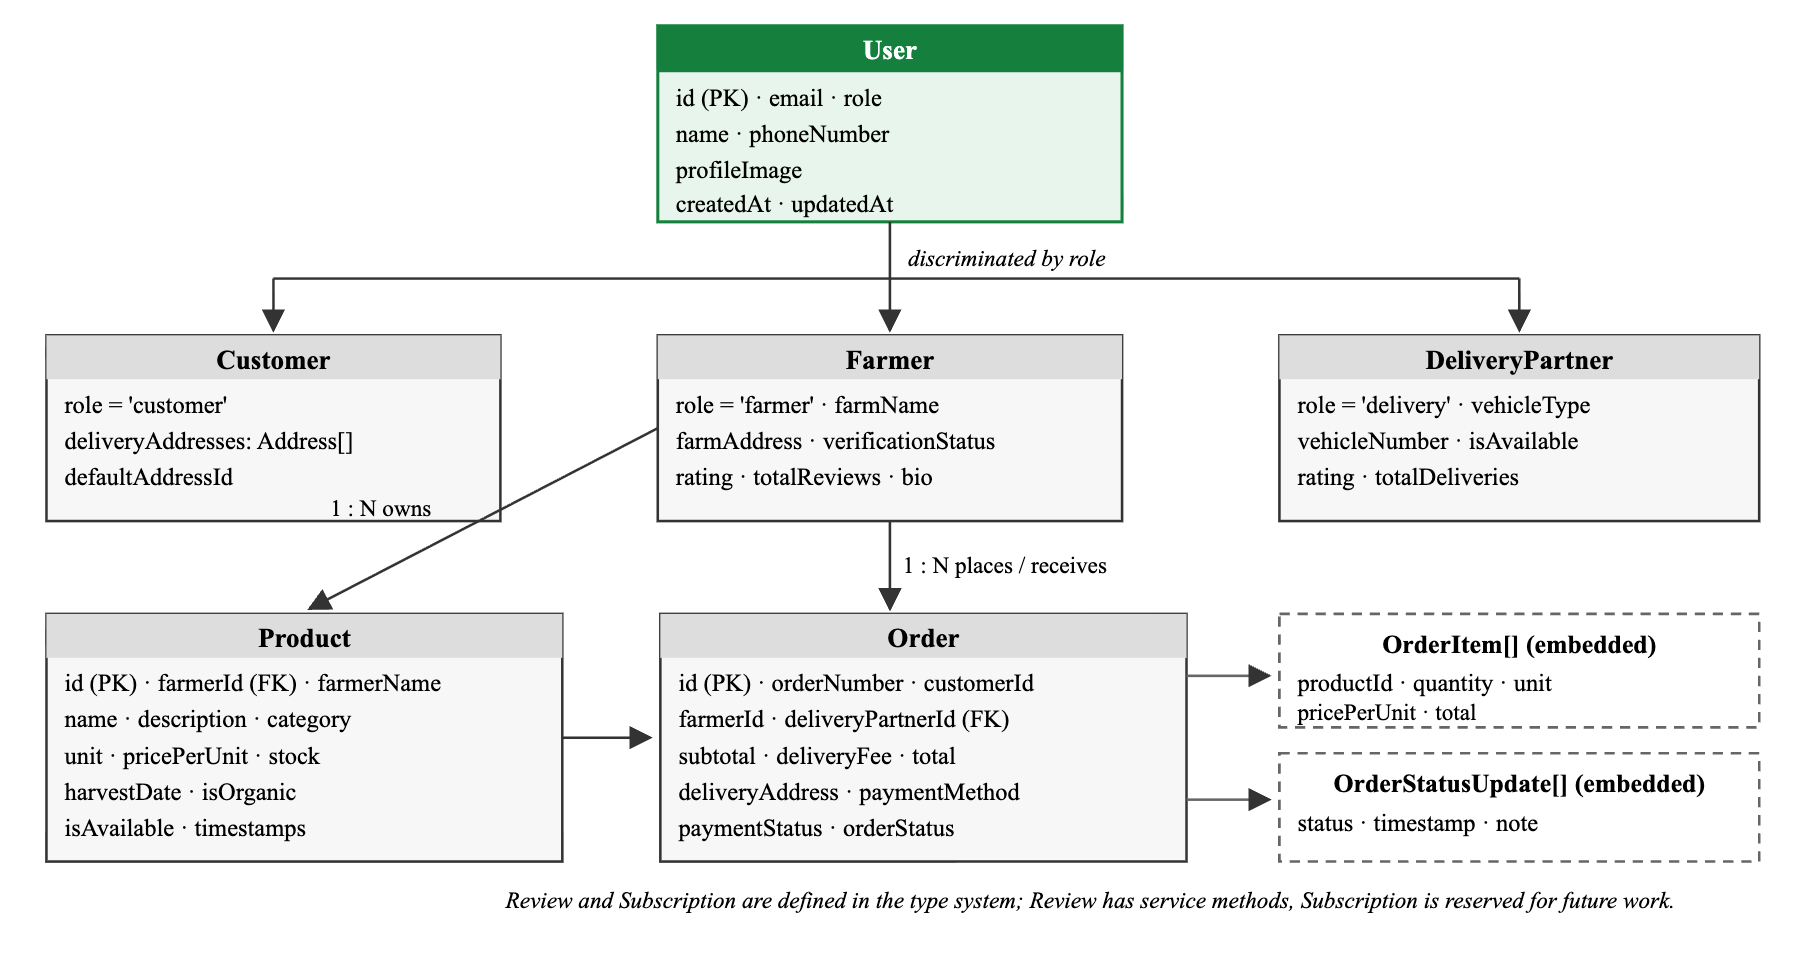 User
id (PK) · email · role
name · phoneNumber
profileImage
createdAt · updatedAt
discriminated by role
Customer
role = 'customer'
deliveryAddresses: Address[]
defaultAddressId
Farmer
role = 'farmer' · farmName
farmAddress · verificationStatus
rating · totalReviews · bio
DeliveryPartner
role = 'delivery' · vehicleType
vehicleNumber · isAvailable
rating · totalDeliveries
1 : N owns
1 : N places / receives
Product
id (PK) · farmerId (FK) · farmerName
name · description · category
unit · pricePerUnit · stock
harvestDate · isOrganic
isAvailable · timestamps
Order
id (PK) · orderNumber · customerId
farmerId · deliveryPartnerId (FK)
subtotal · deliveryFee · total
deliveryAddress · paymentMethod
paymentStatus · orderStatus
OrderItem[] (embedded)
productId · quantity · unit
pricePerUnit · total
OrderStatusUpdate[] (embedded)
status · timestamp · note
Review and Subscription are defined in the type system; Review has service methods, Subscription is reserved for future work.